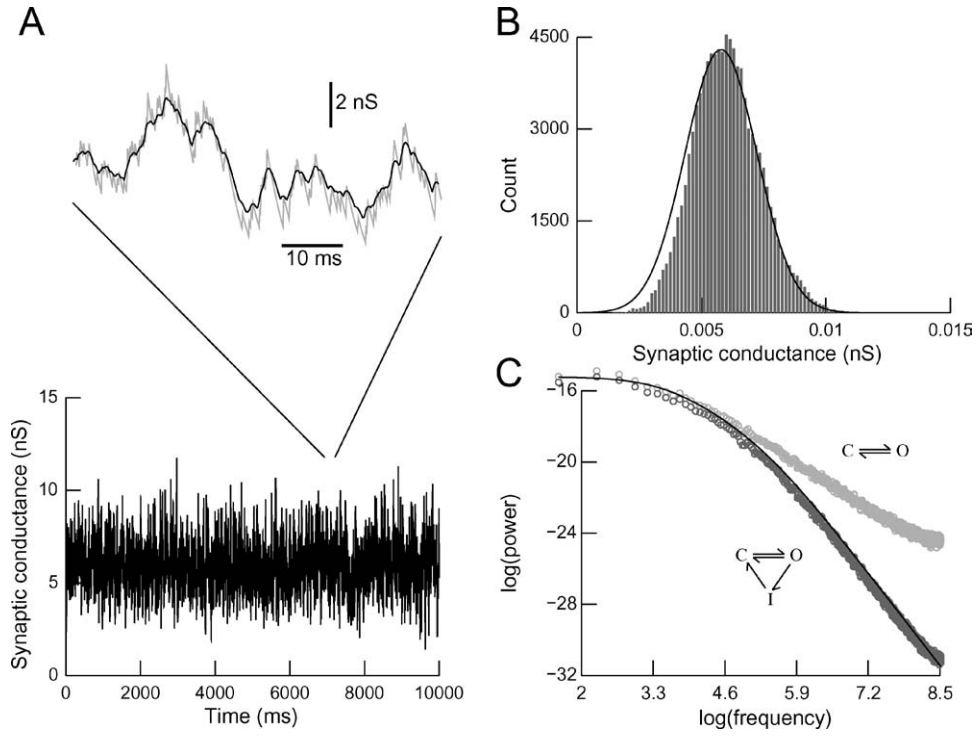 A
2 nS
10 ms
15
10
5
0
Synaptic conductance (nS)
0 2000 4000 6000 8000 10000
Time (ms)
B
4500
3000
1500
0
Count
0 0.005 0.01 0.015
Synaptic conductance (nS)
C
−16
−20
−24
−28
−32
log(power)
C ⇌ O
C ⇌ O
I
2 3.3 4.6 5.9 7.2 8.5
log(frequency)